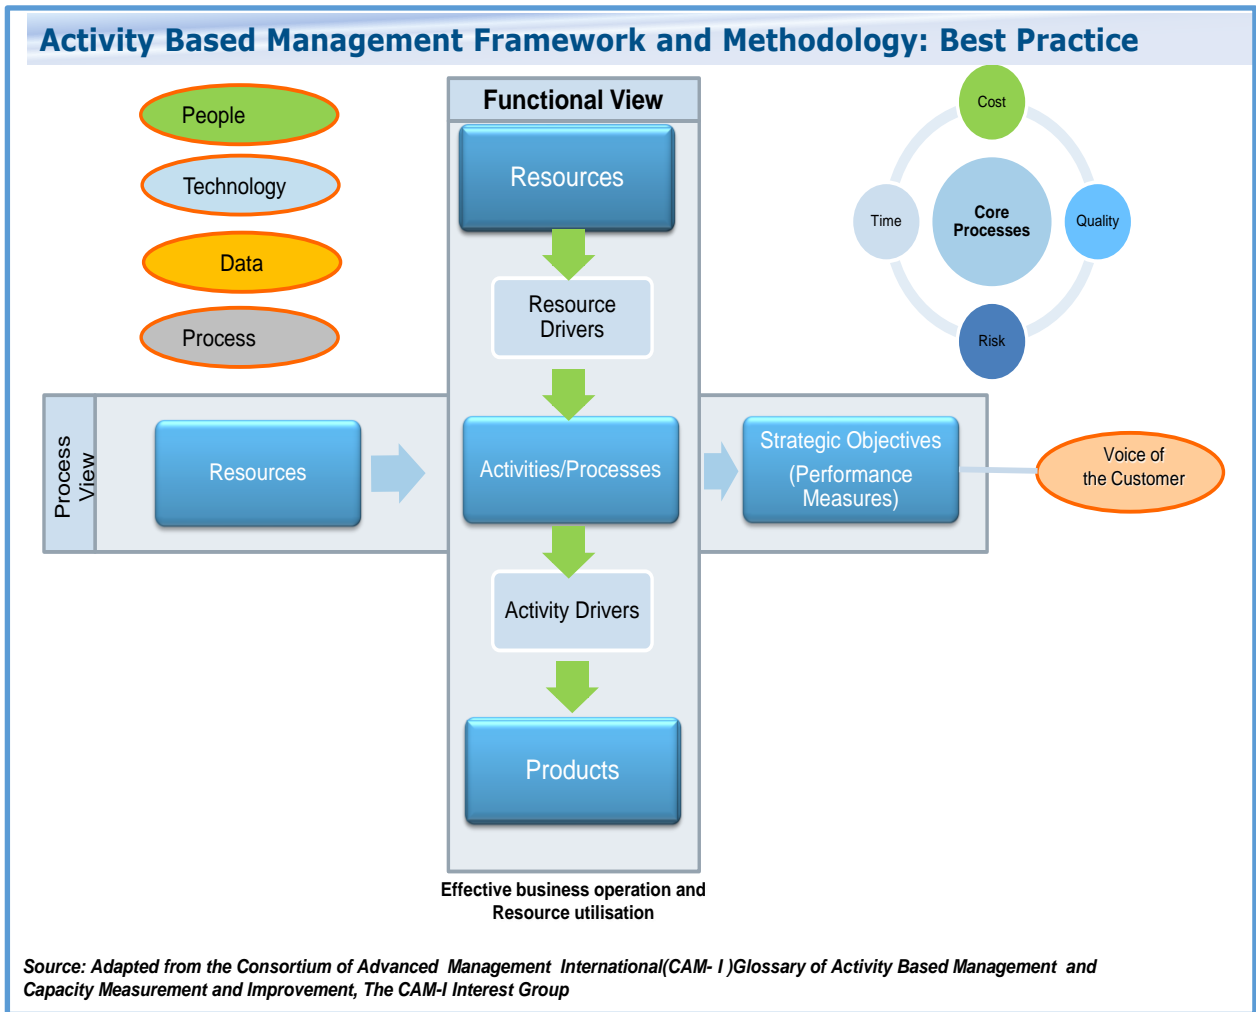 Activity Based Management Framework and Methodology: Best Practice
People
Technology
Data
Process
Functional View
Resources
Resource
Drivers
Cost
Time
Core
Processes
Quality
Risk
Process
View
Resources
Activities/Processes
Strategic Objectives
(Performance
Measures)
Voice of
the Customer
Activity Drivers
Products
Effective business operation and
Resource utilisation
Source: Adapted from the Consortium of Advanced Management International(CAM- I )Glossary of Activity Based Management and
Capacity Measurement and Improvement, The CAM-I Interest Group